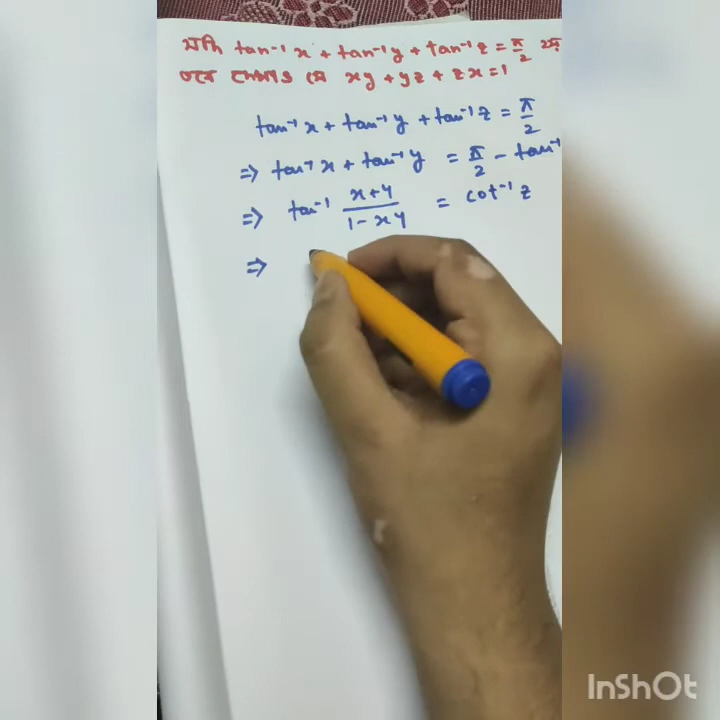 যদি tan⁻¹ x + tan⁻¹ y + tan⁻¹ z = π/2 হয়
তবে দেখাও যে xy + yz + zx = 1
tan⁻¹ x + tan⁻¹ y + tan⁻¹ z = π/2
⇒ tan⁻¹ x + tan⁻¹ y = π/2 − tan⁻¹
⇒ tan⁻¹ (x+y)/(1−xy) = cot⁻¹ z
⇒
InShOt